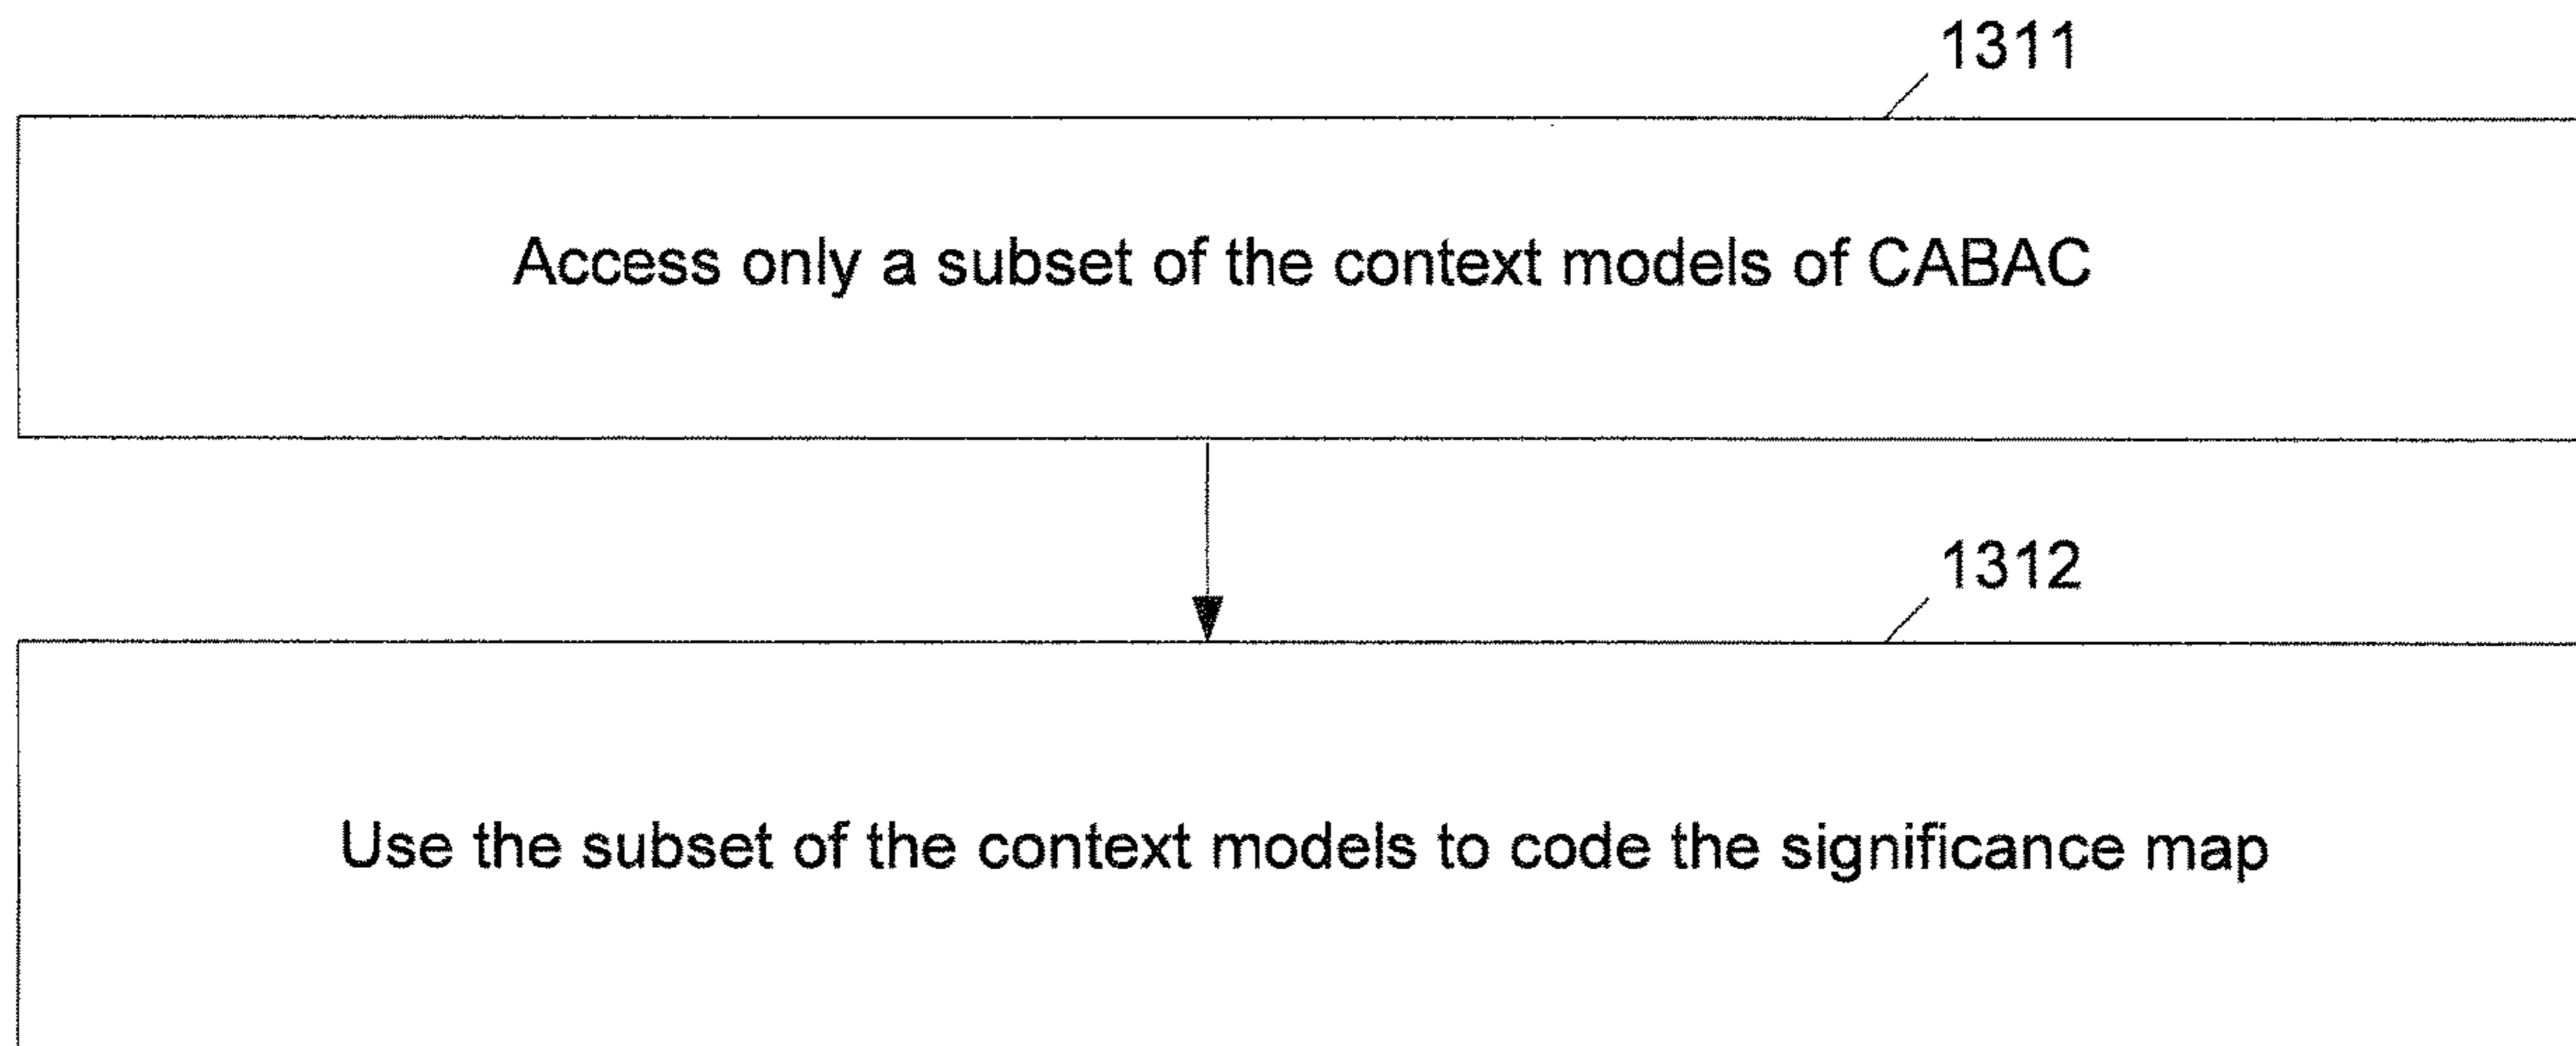 1311
Access only a subset of the context models of CABAC
1312
Use the subset of the context models to code the significance map